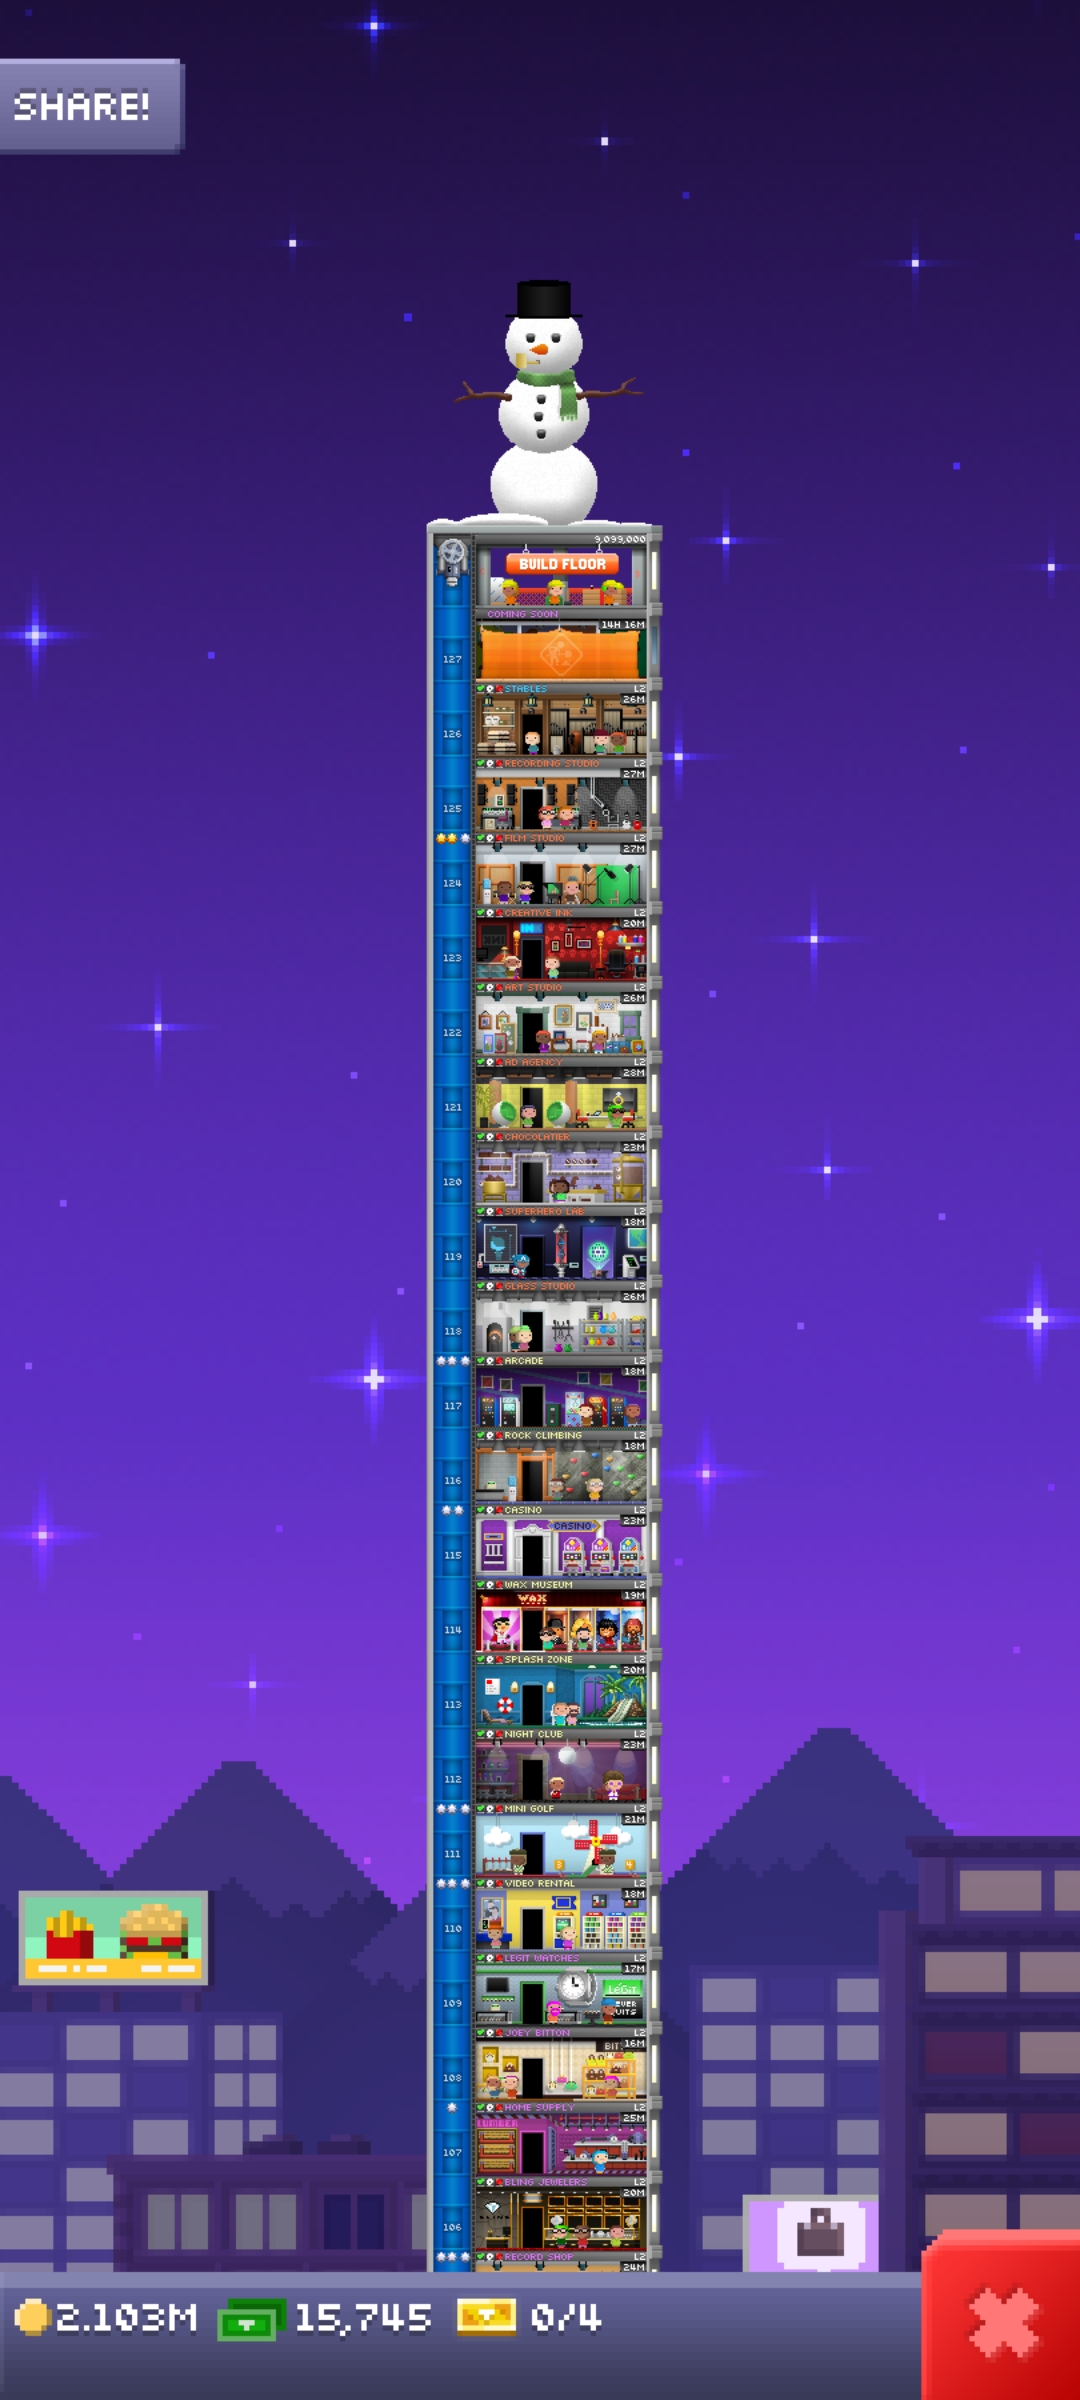 SHARE!
9,099,000
BUILD FLOOR
COMING SOON
14H 16M
127
STABLES L2
26M
126
RECORDING STUDIO L2
27M
125
FILM STUDIO L2
27M
124
CREATIVE INK L2
20M
123
ART STUDIO L2
26M
122
AD AGENCY L2
28M
121
CHOCOLATIER L2
23M
120
SUPERHERO LAB L2
18M
119
GLASS STUDIO L2
26M
118
ARCADE L2
18M
117
ROCK CLIMBING L2
18M
116
CASINO L2
23M
CASINO
115
WAX MUSEUM L2
19M
WAX
114
SPLASH ZONE L2
20M
113
NIGHT CLUB L2
23M
112
MINI GOLF L2
21M
111
VIDEO RENTAL L2
18M
110
LEGIT WATCHES L2
17M
LéGiT
109
JOEY BITTON L2
16M
BIT
108
HOME SUPPLY L2
25M
LUMBER
107
BLING JEWELERS L2
20M
106
RECORD SHOP L2
24M
2.103M 15,745 0/4